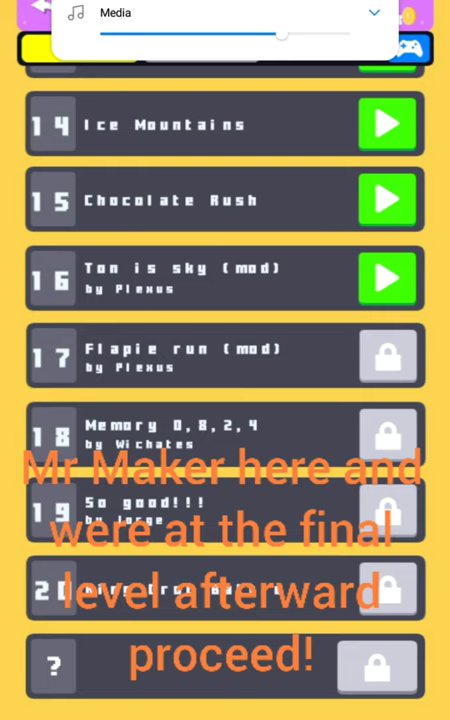 Media
14 Ice Mountains
15 Chocolate Rush
16 Ton is sky (mod)
by Plexus
17 Flapie run (mod)
by Plexus
18 Memory 0,8,2,4
by Wichates
Mr Maker here and
19 So good!!!
by Jorge
were at the final
20
level afterward
proceed!
?